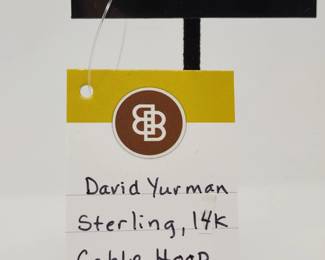 David Yurman
Sterling, 14K
Cable Hoop